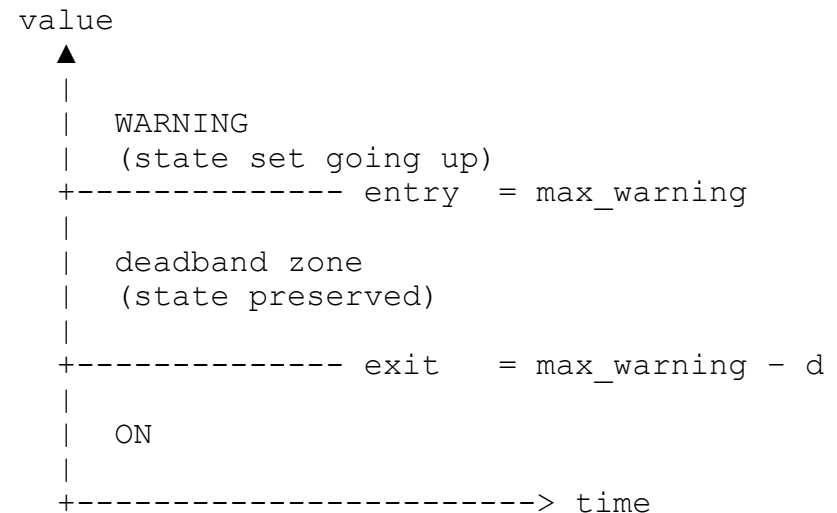 value
WARNING
(state set going up)
entry = max_warning
deadband zone
(state preserved)
exit = max_warning − d
ON
time